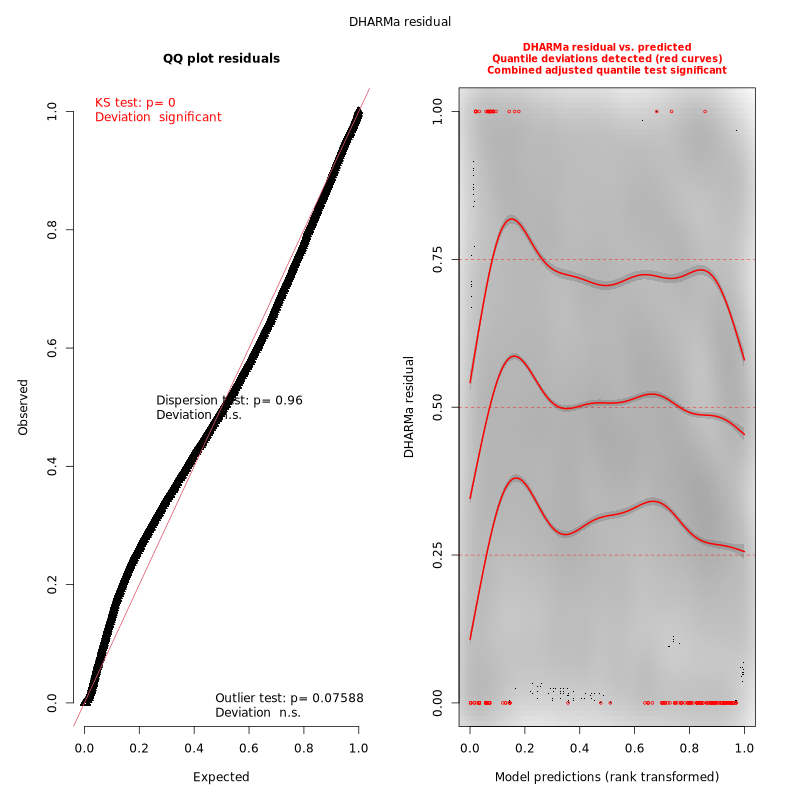 DHARMa residual
QQ plot residuals
KS test: p= 0
Deviation  significant
Dispersion test: p= 0.96
Deviation  n.s.
Outlier test: p= 0.07588
Deviation  n.s.
Observed
0.0
0.2
0.4
0.6
0.8
1.0
0.0
0.2
0.4
0.6
0.8
1.0
Expected
DHARMa residual vs. predicted
Quantile deviations detected (red curves)
Combined adjusted quantile test significant
DHARMa residual
0.00
0.25
0.50
0.75
1.00
0.0
0.2
0.4
0.6
0.8
1.0
Model predictions (rank transformed)